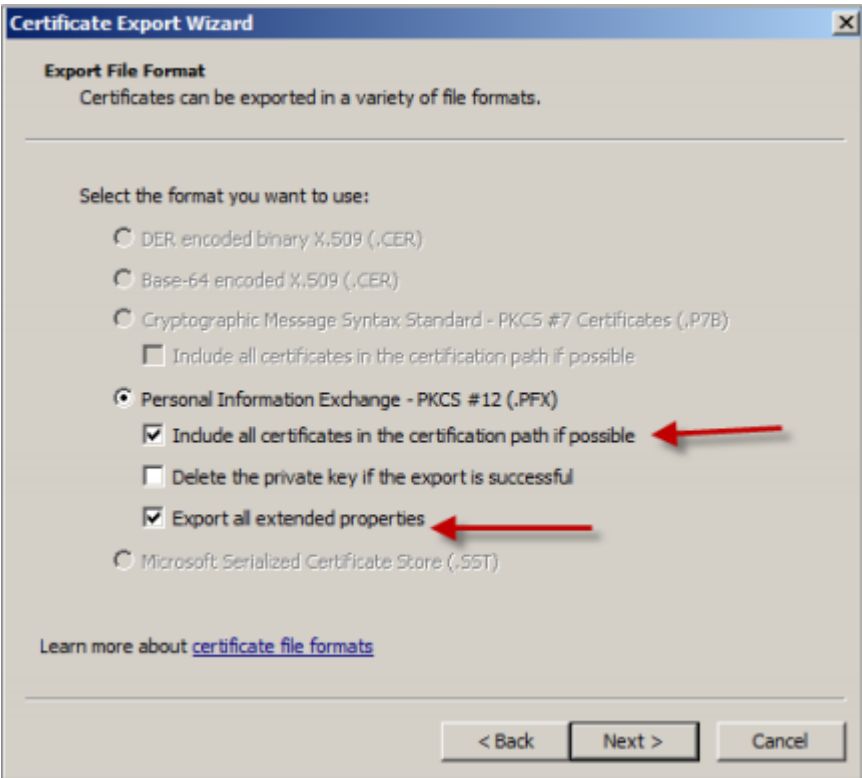 Certificate Export Wizard
Export File Format
Certificates can be exported in a variety of file formats.
Select the format you want to use:
DER encoded binary X.509 (.CER)
Base-64 encoded X.509 (.CER)
Cryptographic Message Syntax Standard - PKCS #7 Certificates (.P7B)
Include all certificates in the certification path if possible
Personal Information Exchange - PKCS #12 (.PFX)
Include all certificates in the certification path if possible
Delete the private key if the export is successful
Export all extended properties
Microsoft Serialized Certificate Store (.SST)
Learn more about certificate file formats
< Back Next > Cancel